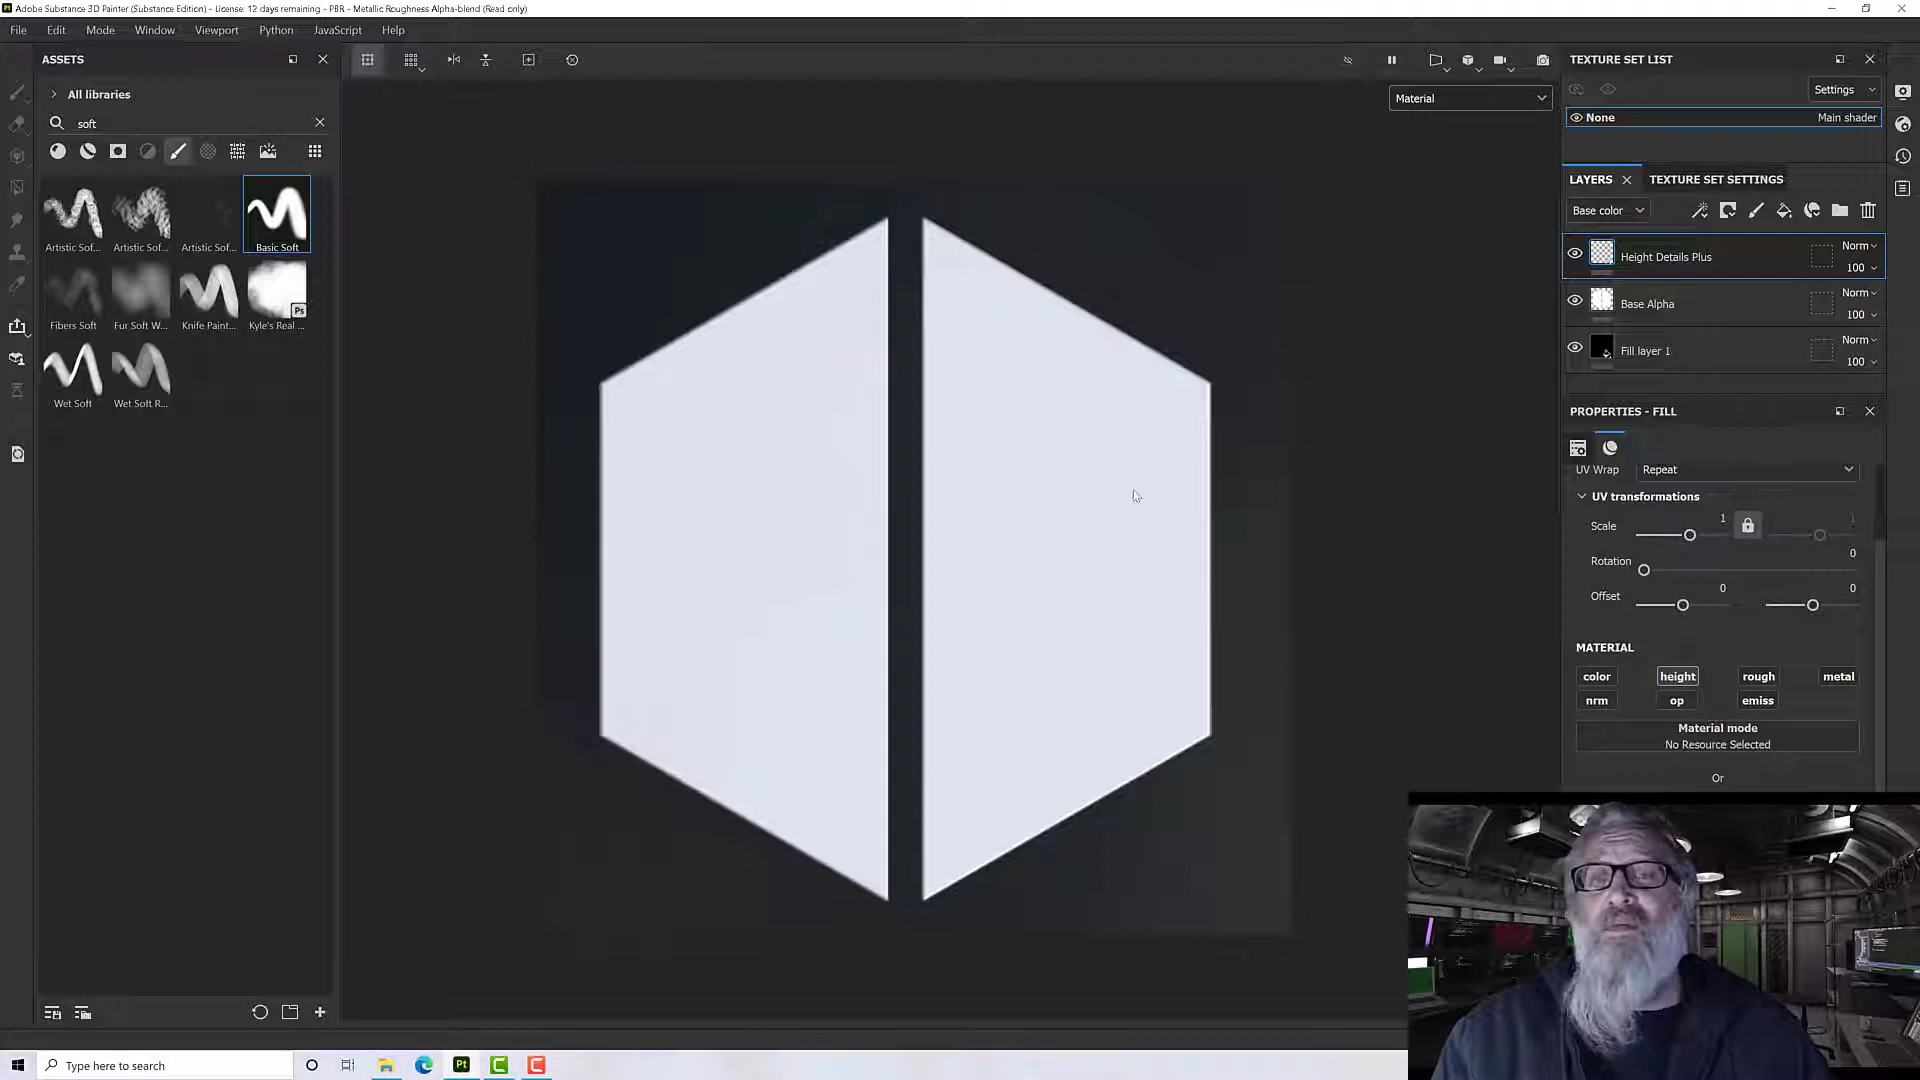 Pt Adobe Substance 3D Painter (Substance Edition) - License: 12 days remaining - PBR - Metallic Roughness Alpha-blend (Read only)
File Edit Mode Window Viewport Python JavaScript Help
ASSETS
All libraries
soft
Artistic Sof... Artistic Sof... Artistic Sof... Basic Soft
Ps
Fibers Soft Fur Soft W... Knife Paint... Kyle's Real ...
Wet Soft Wet Soft R...
Material
TEXTURE SET LIST
Settings
None Main shader
LAYERS TEXTURE SET SETTINGS
Base color
Height Details Plus Norm 100
Base Alpha Norm 100
Fill layer 1 Norm 100
PROPERTIES - FILL
UV Wrap Repeat
UV transformations
Scale 1 1
Rotation 0
Offset 0 0
MATERIAL
color height rough metal
nrm op emiss
Material mode
No Resource Selected
Or
Type here to search
Pt